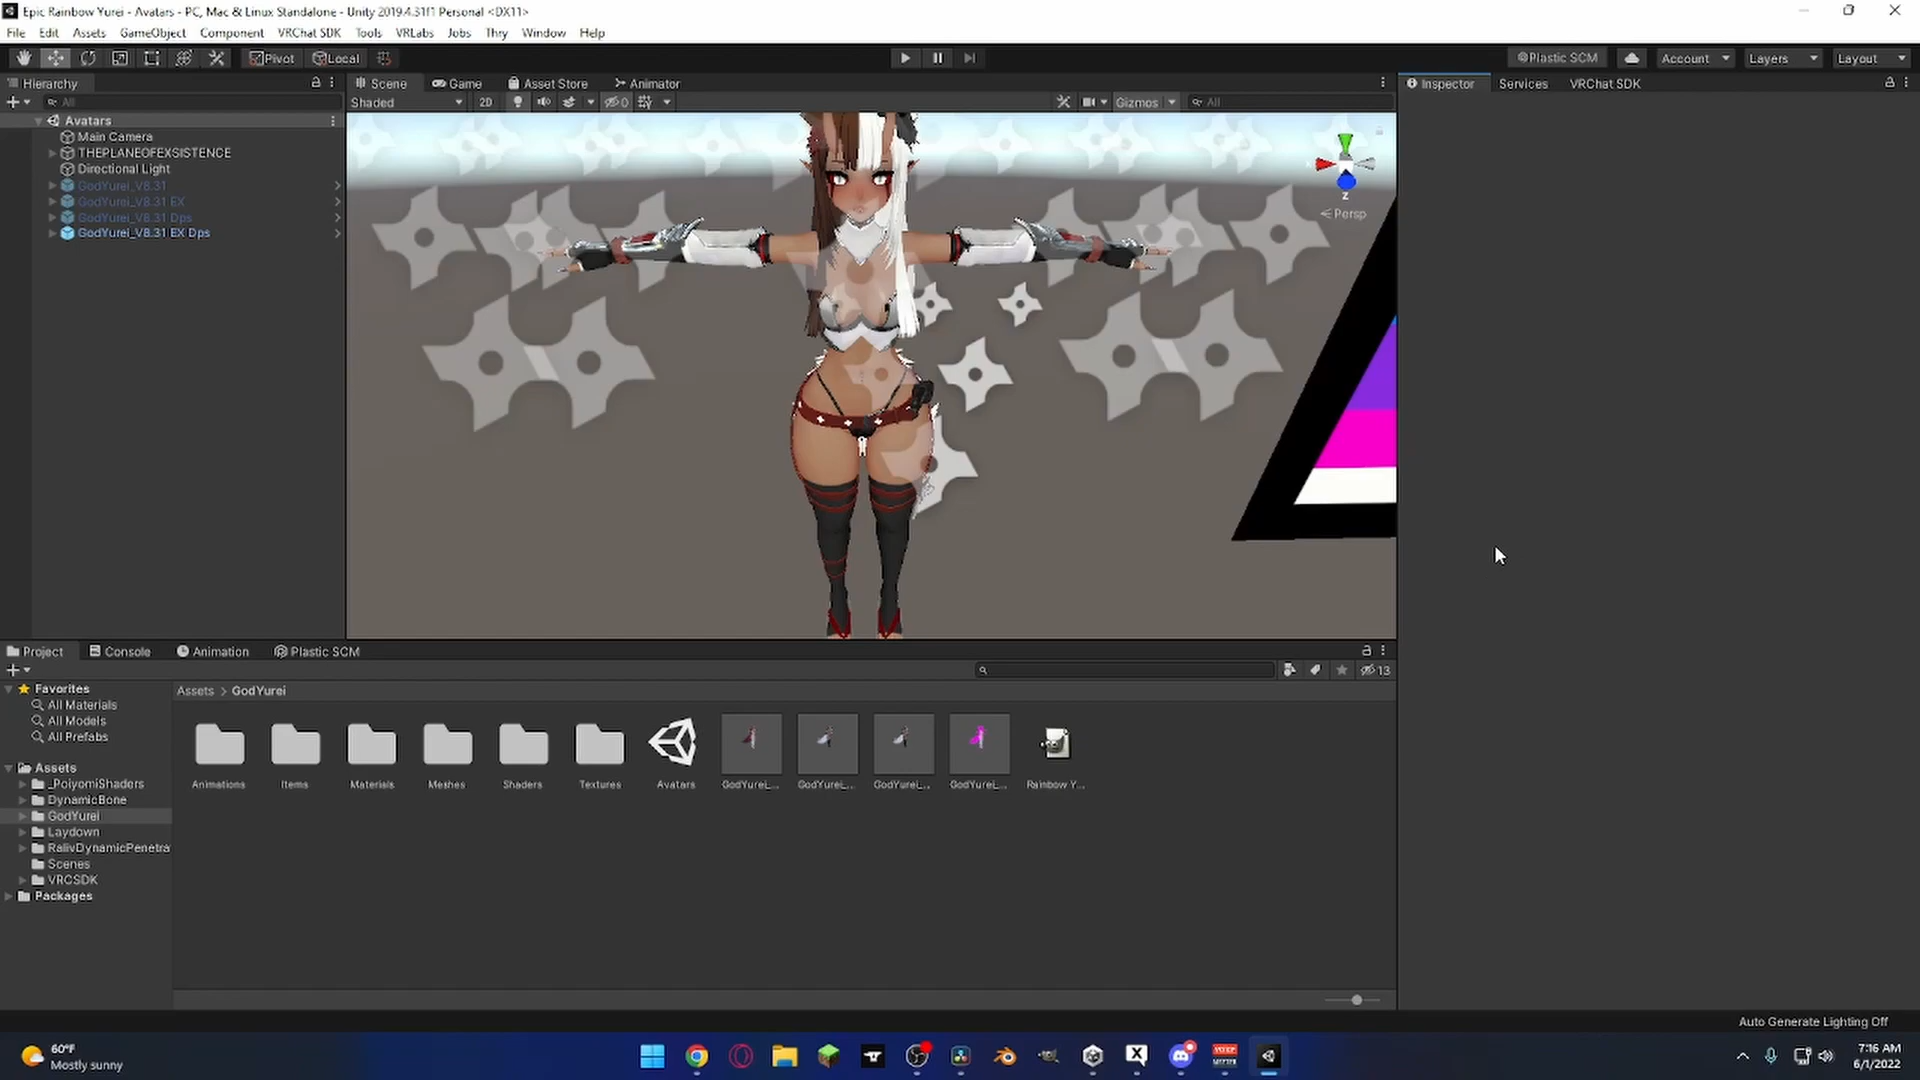 Epic Rainbow Yurei - Avatars - PC, Mac & Linux Standalone - Unity 2019.4.31f1 Personal <DX11>
File Edit Assets GameObject Component VRChat SDK Tools VRLabs Jobs Thry Window Help
Pivot Local Plastic SCM Account Layers Layout
Hierarchy Scene Game Asset Store Animator Inspector Services VRChat SDK
All Shaded 2D 0 Gizmos All
Avatars
Main Camera
THEPLANEOFEXSISTENCE
Directional Light
GodYurei_V8.31
GodYurei_V8.31 EX
GodYurei_V8.31 Dps
GodYurei_V8.31 EX Dps
z
Persp
Project Console Animation Plastic SCM
13
Favorites
All Materials
All Models
All Prefabs
Assets > GodYurei
Animations Items Materials Meshes Shaders Textures Avatars GodYurei_... GodYurei_... GodYurei_... GodYurei_... Rainbow Y...
Assets
_PoiyomiShaders
DynamicBone
GodYurei
Laydown
RalivDynamicPenetra
Scenes
VRCSDK
Packages
Auto Generate Lighting Off
60°F
Mostly sunny
7:16 AM
6/1/2022